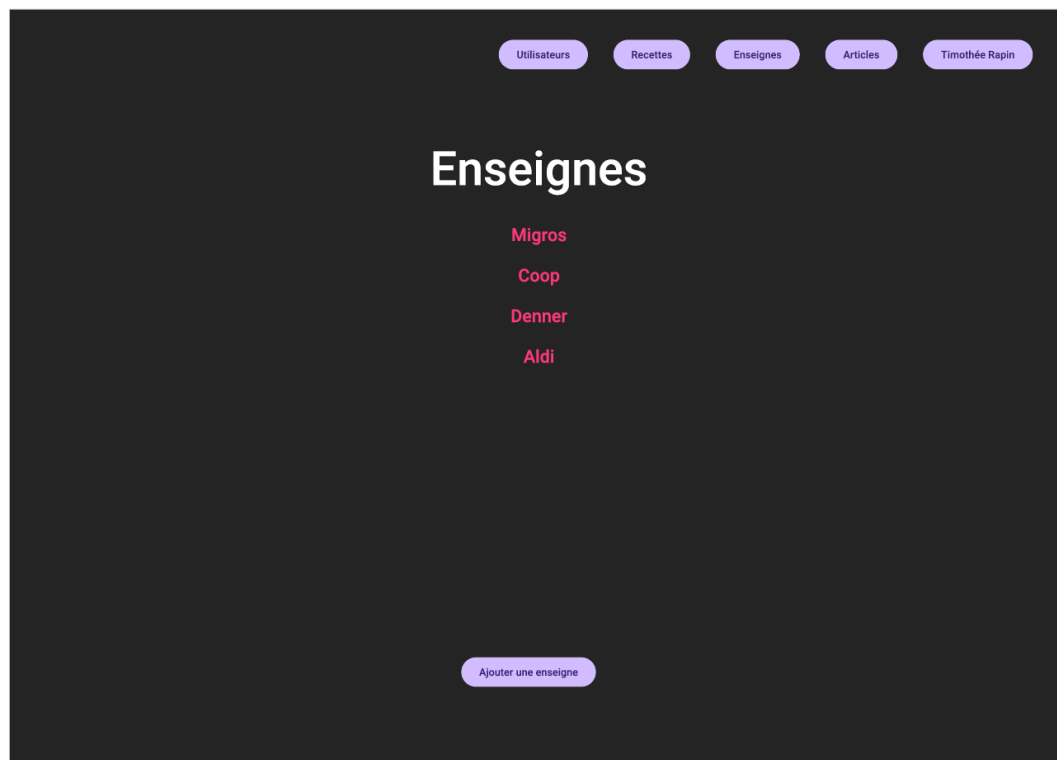 Utilisateurs Recettes Enseignes Articles Timothée Rapin
Enseignes
Migros
Coop
Denner
Aldi
Ajouter une enseigne